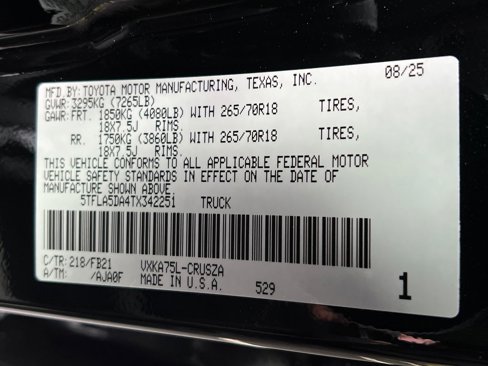 MFD. BY: TOYOTA MOTOR MANUFACTURING, TEXAS, INC. 08/25
GVWR: 3295KG (7265LB)
GAWR: FRT. 1850KG (4080LB) WITH 265/70R18 TIRES,
18X7.5J RIMS.
RR. 1750KG (3860LB) WITH 265/70R18 TIRES,
18X7.5J RIMS.
THIS VEHICLE CONFORMS TO ALL APPLICABLE FEDERAL MOTOR
VEHICLE SAFETY STANDARDS IN EFFECT ON THE DATE OF
MANUFACTURE SHOWN ABOVE.
5TFLA5DA4TX342251 TRUCK
C/TR: 218/FB21 VXKA75L-CRUSZA
A/TM: /AJA0F MADE IN U.S.A. 529 1